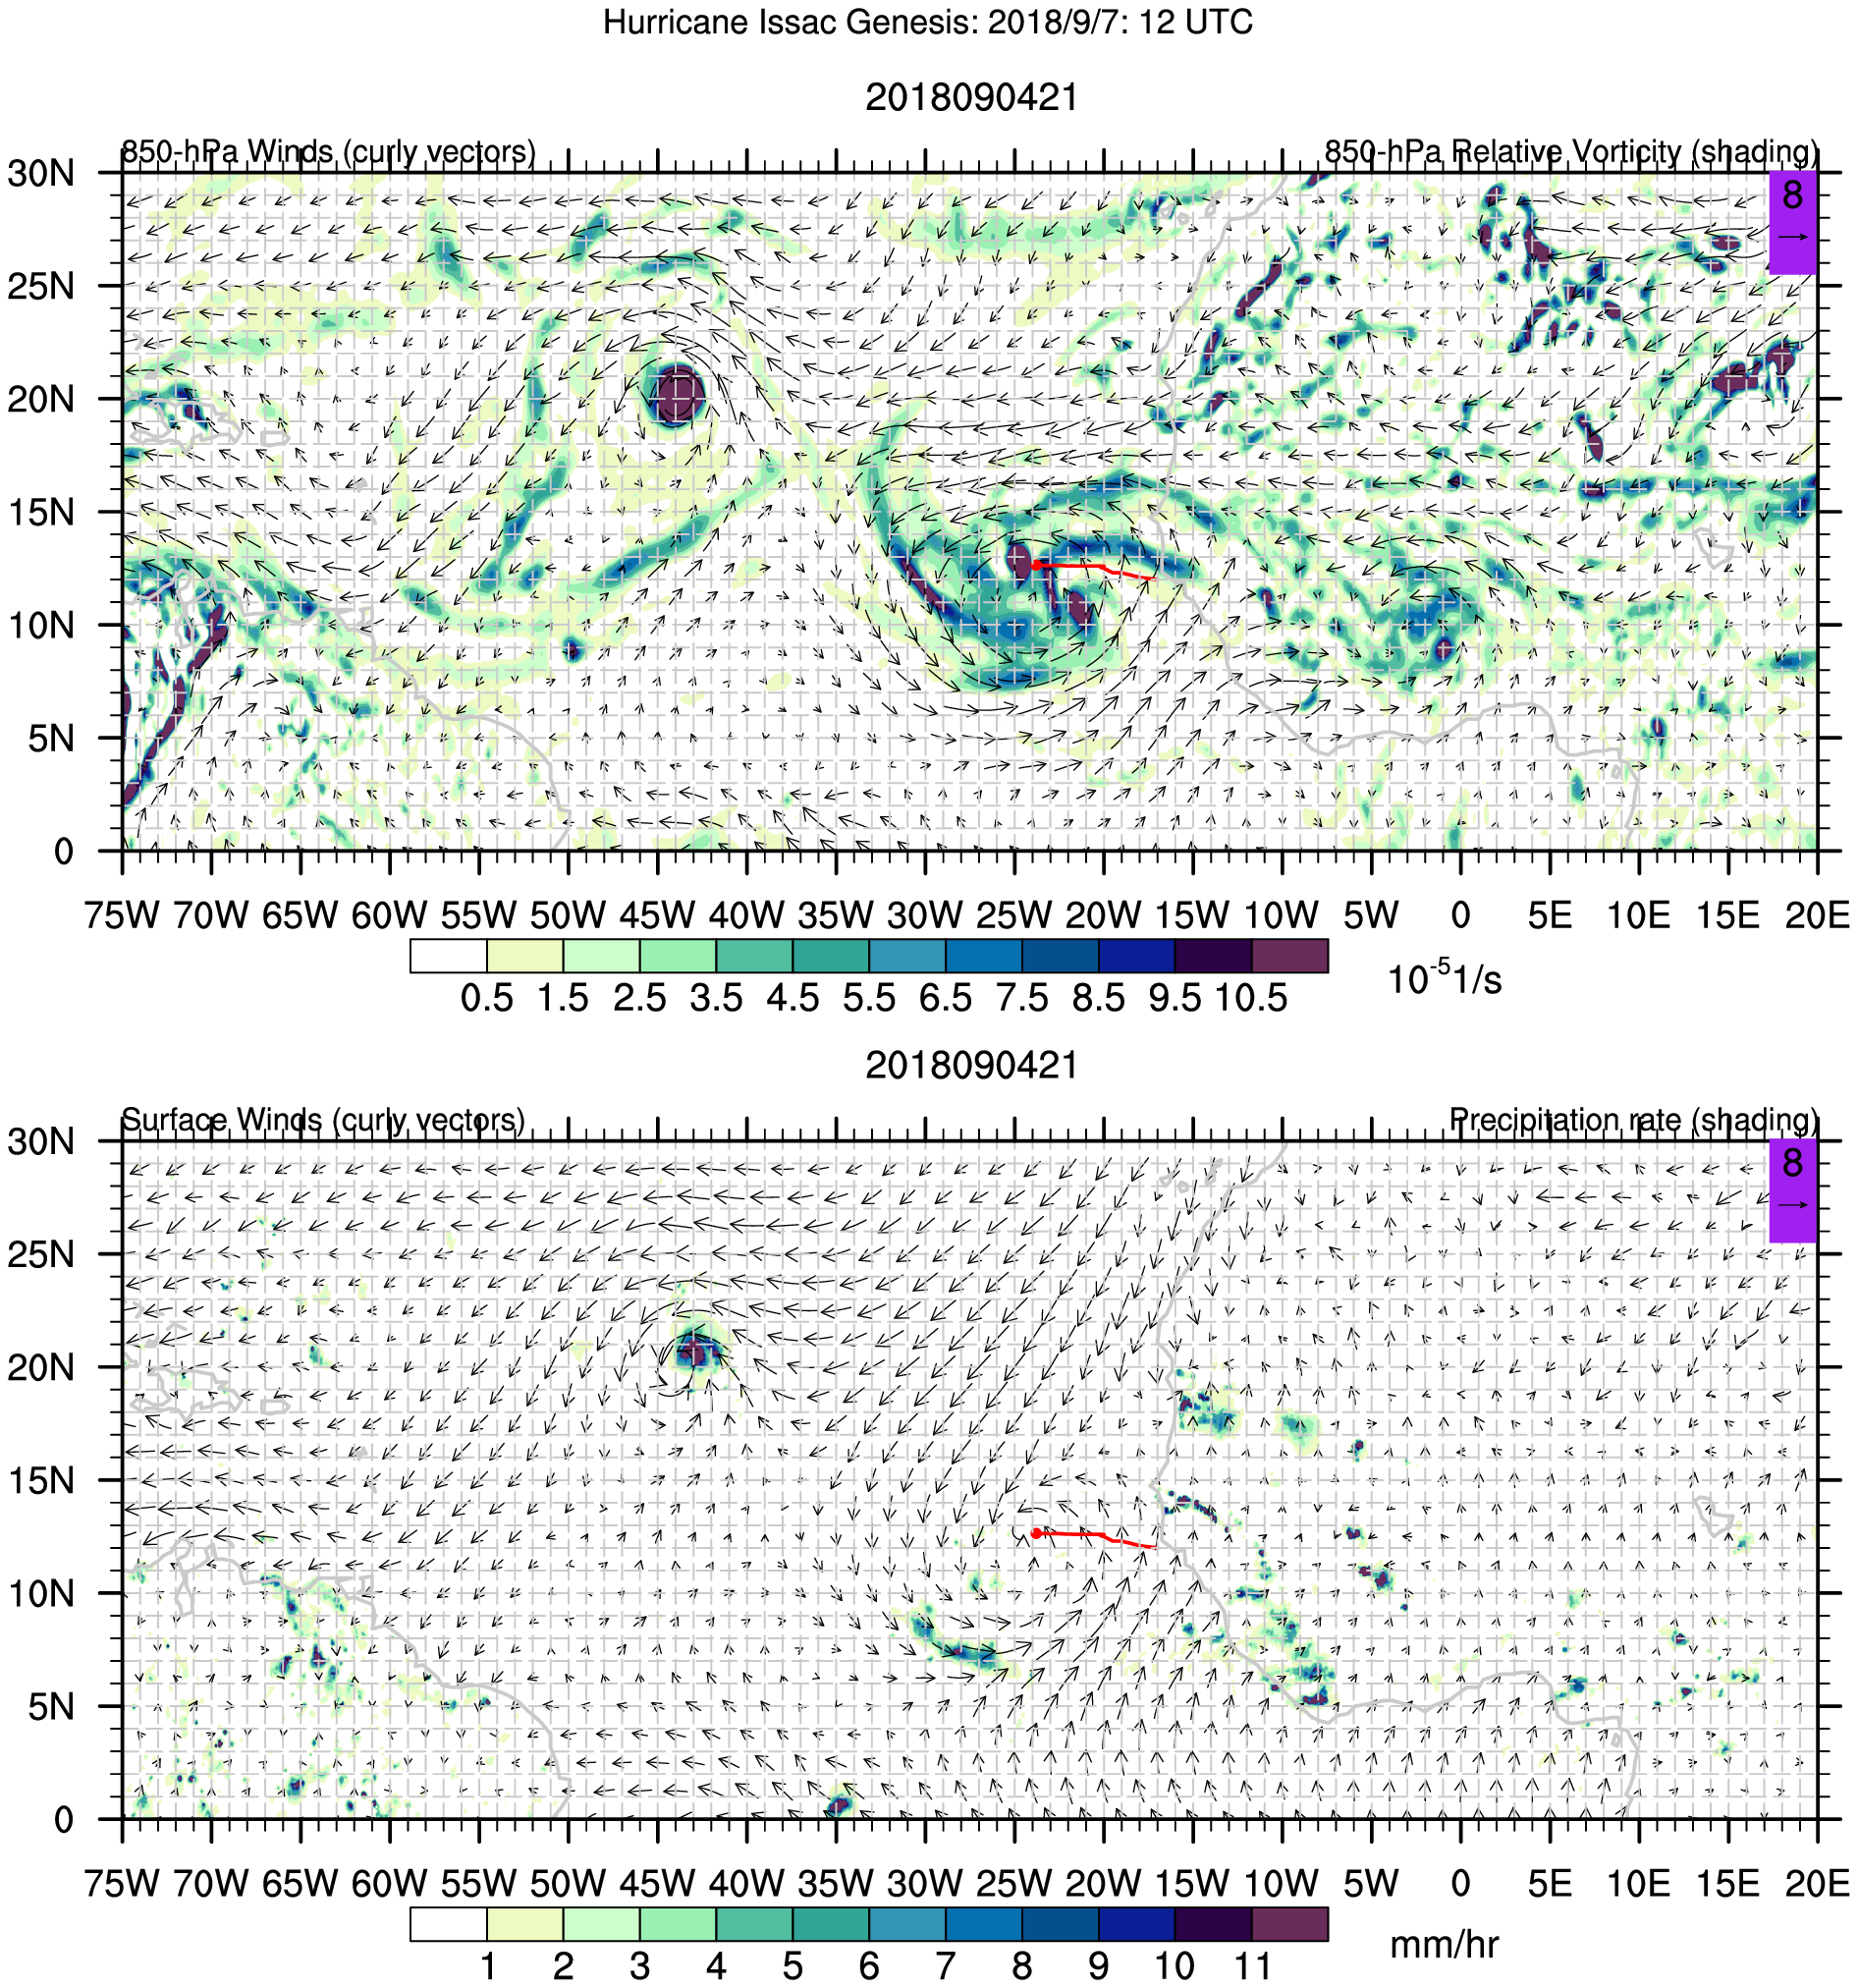 Hurricane Issac Genesis: 2018/9/7: 12 UTC
2018090421
850-hPa Winds (curly vectors) 850-hPa Relative Vorticity (shading)
30N
8
25N
20N
15N
10N
5N
0
75W 70W 65W 60W 55W 50W 45W 40W 35W 30W 25W 20W 15W 10W 5W 0 5E 10E 15E 20E
0.5 1.5 2.5 3.5 4.5 5.5 6.5 7.5 8.5 9.5 10.5
10-51/s
2018090421
Surface Winds (curly vectors) Precipitation rate (shading)
30N
8
25N
20N
15N
10N
5N
0
75W 70W 65W 60W 55W 50W 45W 40W 35W 30W 25W 20W 15W 10W 5W 0 5E 10E 15E 20E
1 2 3 4 5 6 7 8 9 10 11
mm/hr